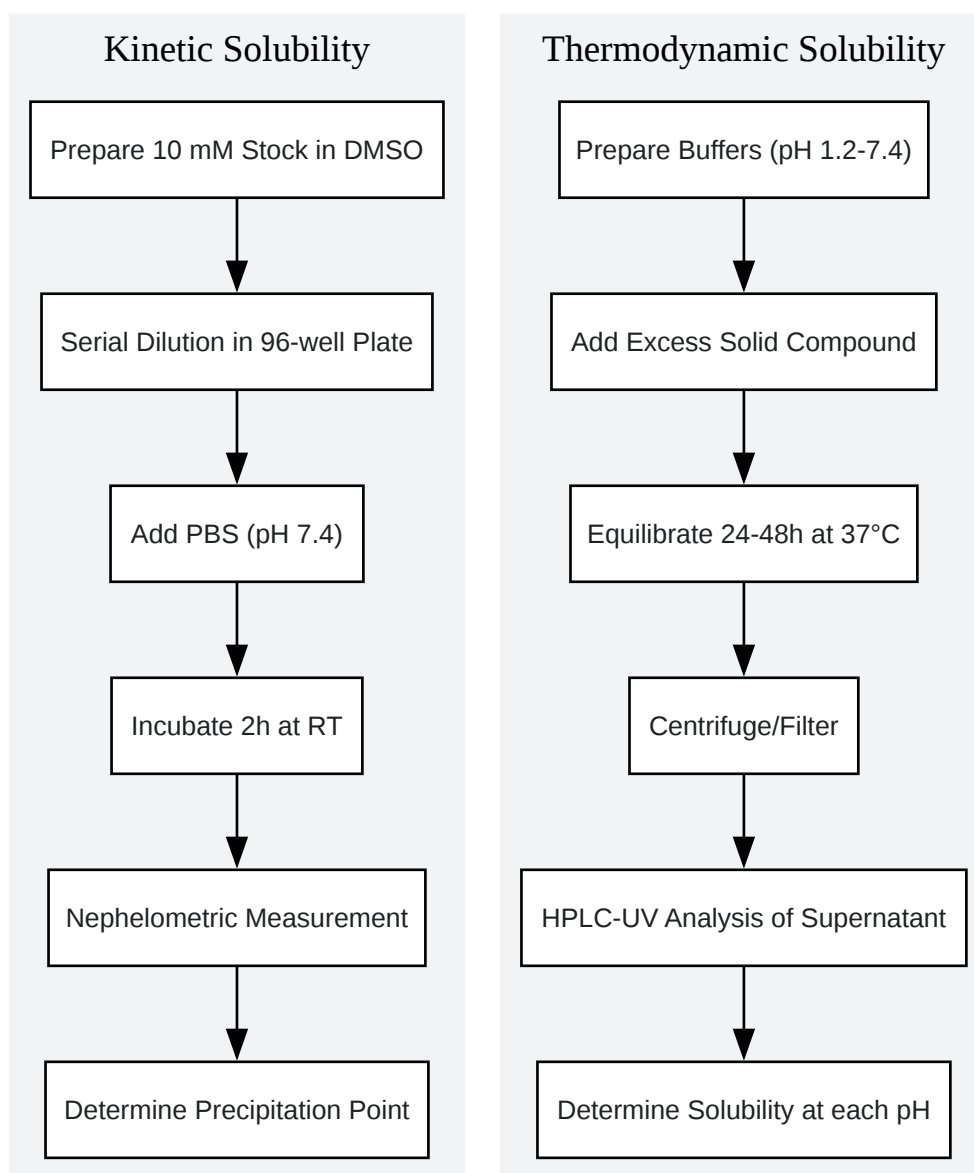 Kinetic Solubility
Prepare 10 mM Stock in DMSO
Serial Dilution in 96-well Plate
Add PBS (pH 7.4)
Incubate 2h at RT
Nephelometric Measurement
Determine Precipitation Point
Thermodynamic Solubility
Prepare Buffers (pH 1.2-7.4)
Add Excess Solid Compound
Equilibrate 24-48h at 37°C
Centrifuge/Filter
HPLC-UV Analysis of Supernatant
Determine Solubility at each pH